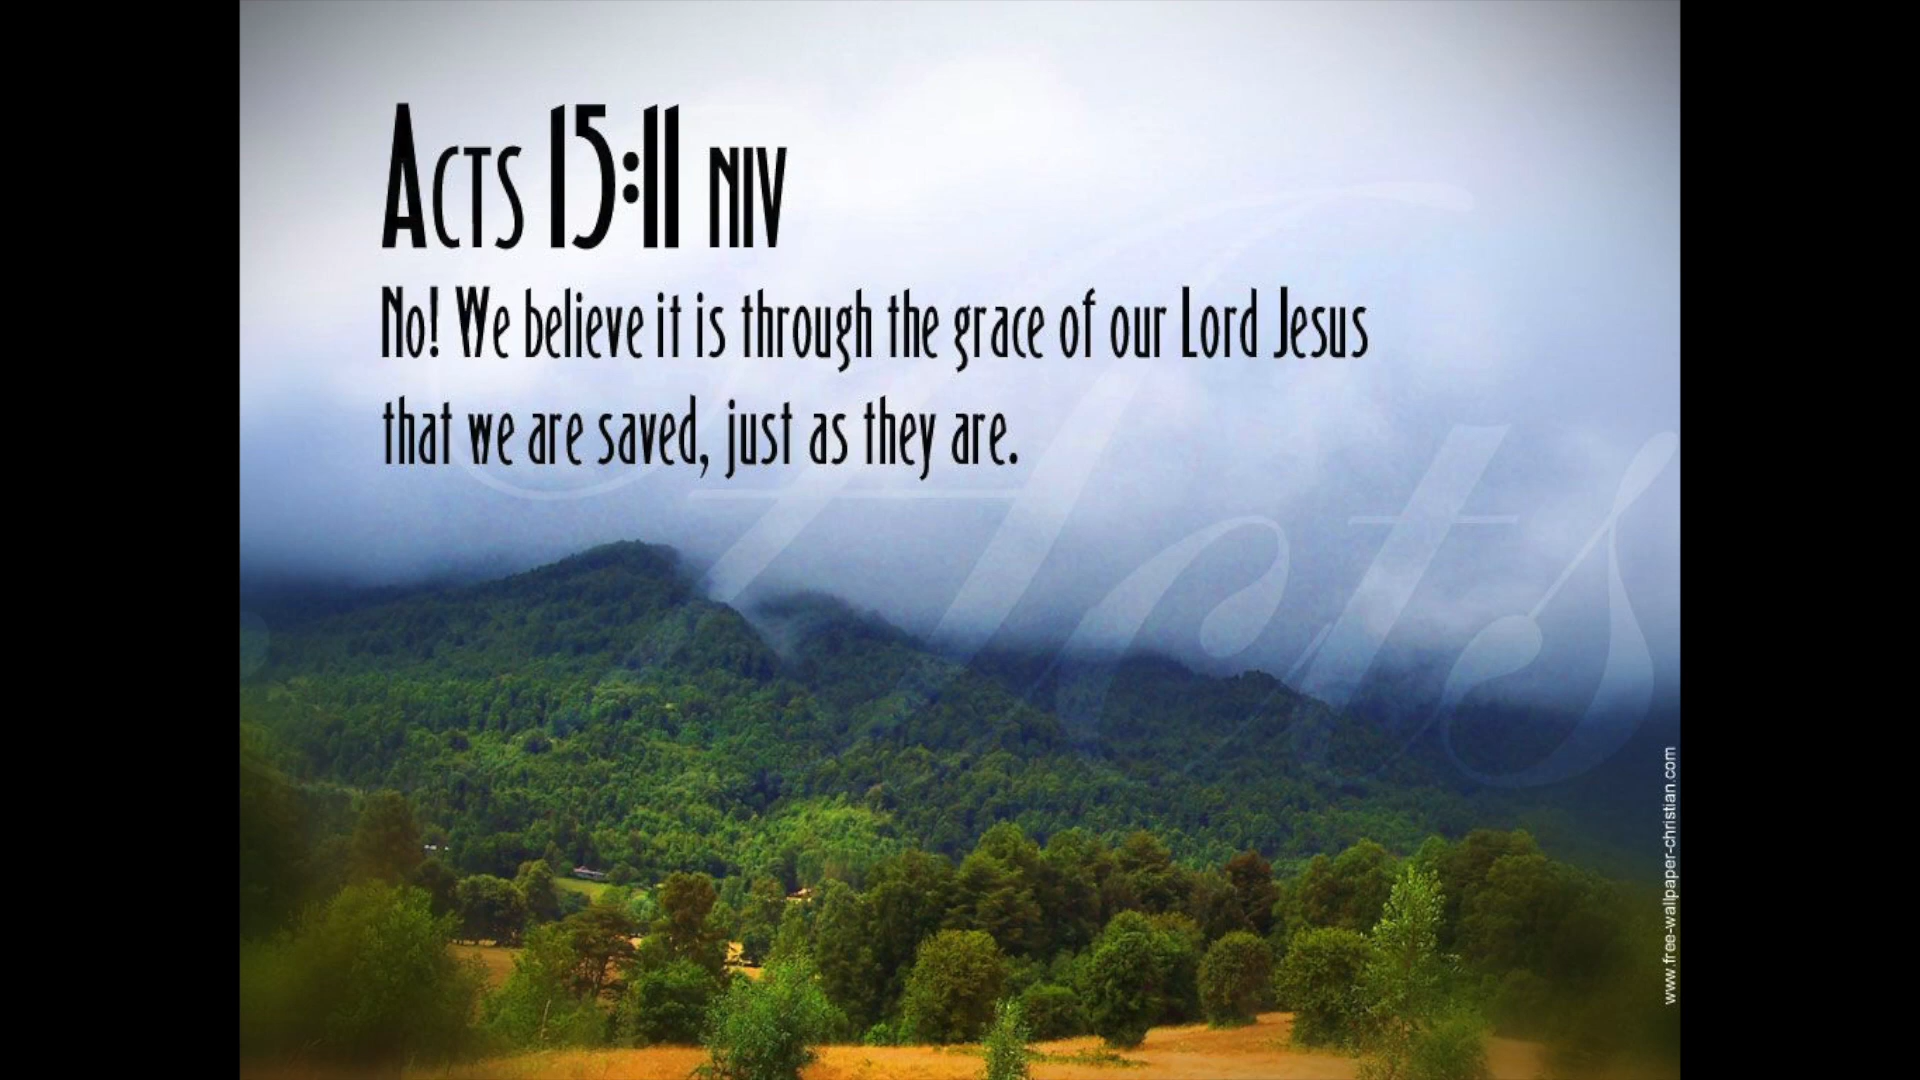 Acts 15:11 NIV
No! We believe it is through the grace of our Lord Jesus
that we are saved, just as they are.
Acts
www.free-wallpaper-christian.com